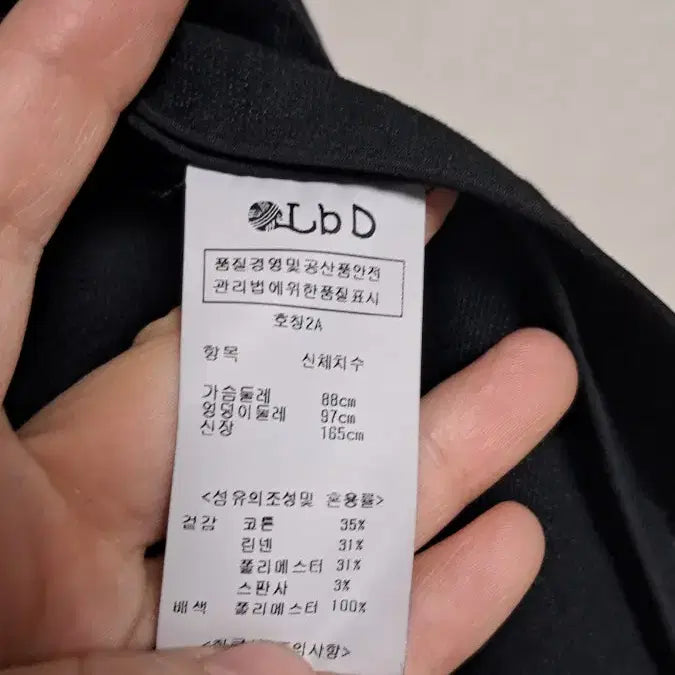 LbD
품질경영및공산품안전
관리법에위한품질표시
호칭2A
항목 신체치수
가슴둘레 88cm
엉덩이둘레 97cm
신장 165cm
<섬유의조성및 혼용률>
겉감 코튼 35%
린넨 31%
폴리에스터 31%
스판사 3%
배색 폴리에스터 100%
의사항>